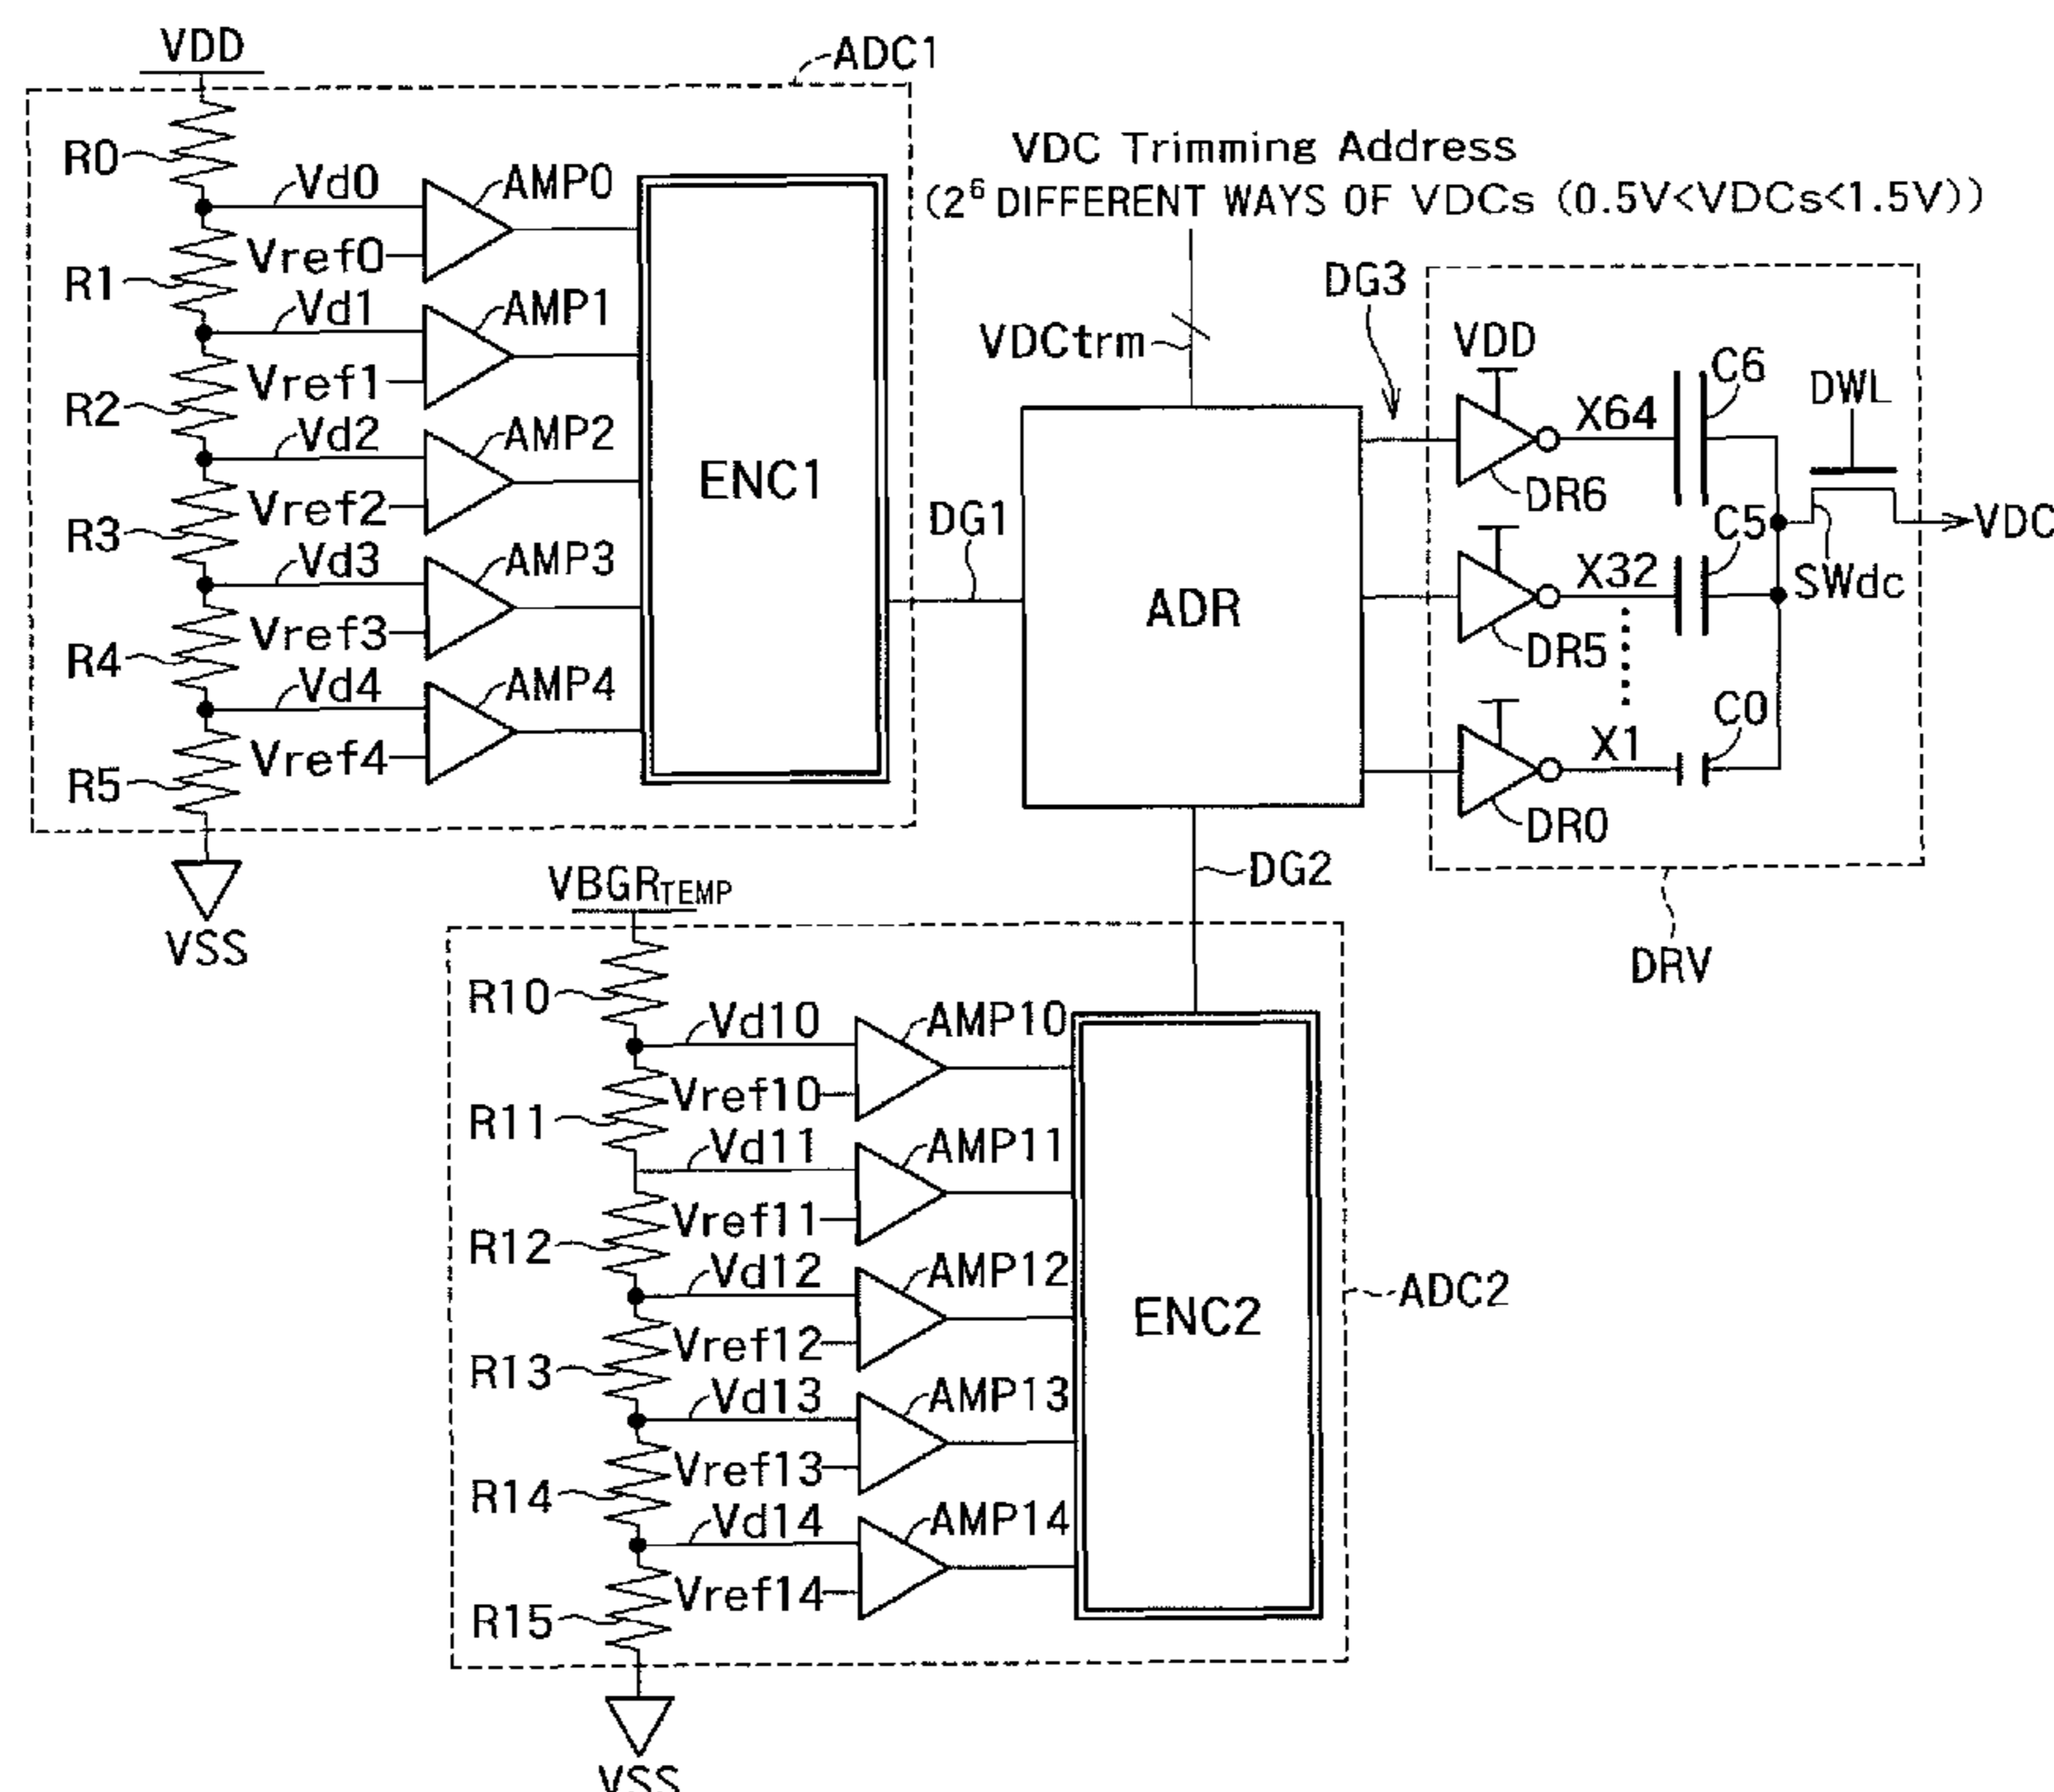 VDD
ADC1
R0
Vd0
AMP0
Vref0
R1
Vd1
AMP1
Vref1
R2
Vd2
AMP2
Vref2
R3
Vd3
AMP3
Vref3
R4
Vd4
AMP4
Vref4
R5
VSS
ENC1
DG1
VDC Trimming Address
(2⁶ DIFFERENT WAYS OF VDCs (0.5V<VDCs<1.5V))
VDCtrm
ADR
DG3
VDD
X64
C6
DWL
DR6
C5
VDC
X32
SWdc
DR5
C0
X1
DR0
DRV
DG2
VBGRTEMP
R10
Vd10
AMP10
Vref10
R11
Vd11
AMP11
Vref11
R12
Vd12
AMP12
Vref12
R13
Vd13
AMP13
Vref13
R14
Vd14
AMP14
Vref14
R15
ENC2
ADC2
VSS